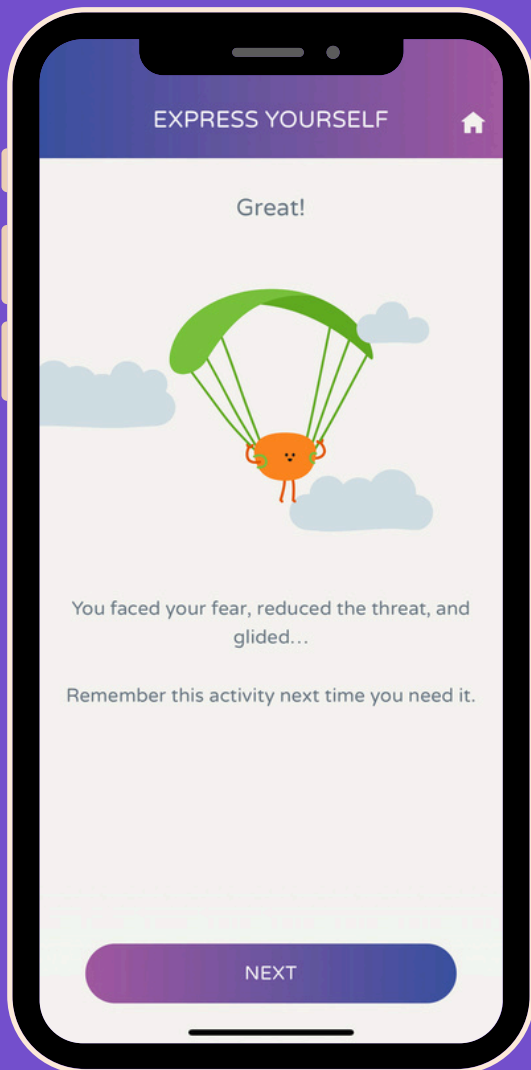 EXPRESS YOURSELF
Great!
You faced your fear, reduced the threat, and
glided...
Remember this activity next time you need it.
NEXT